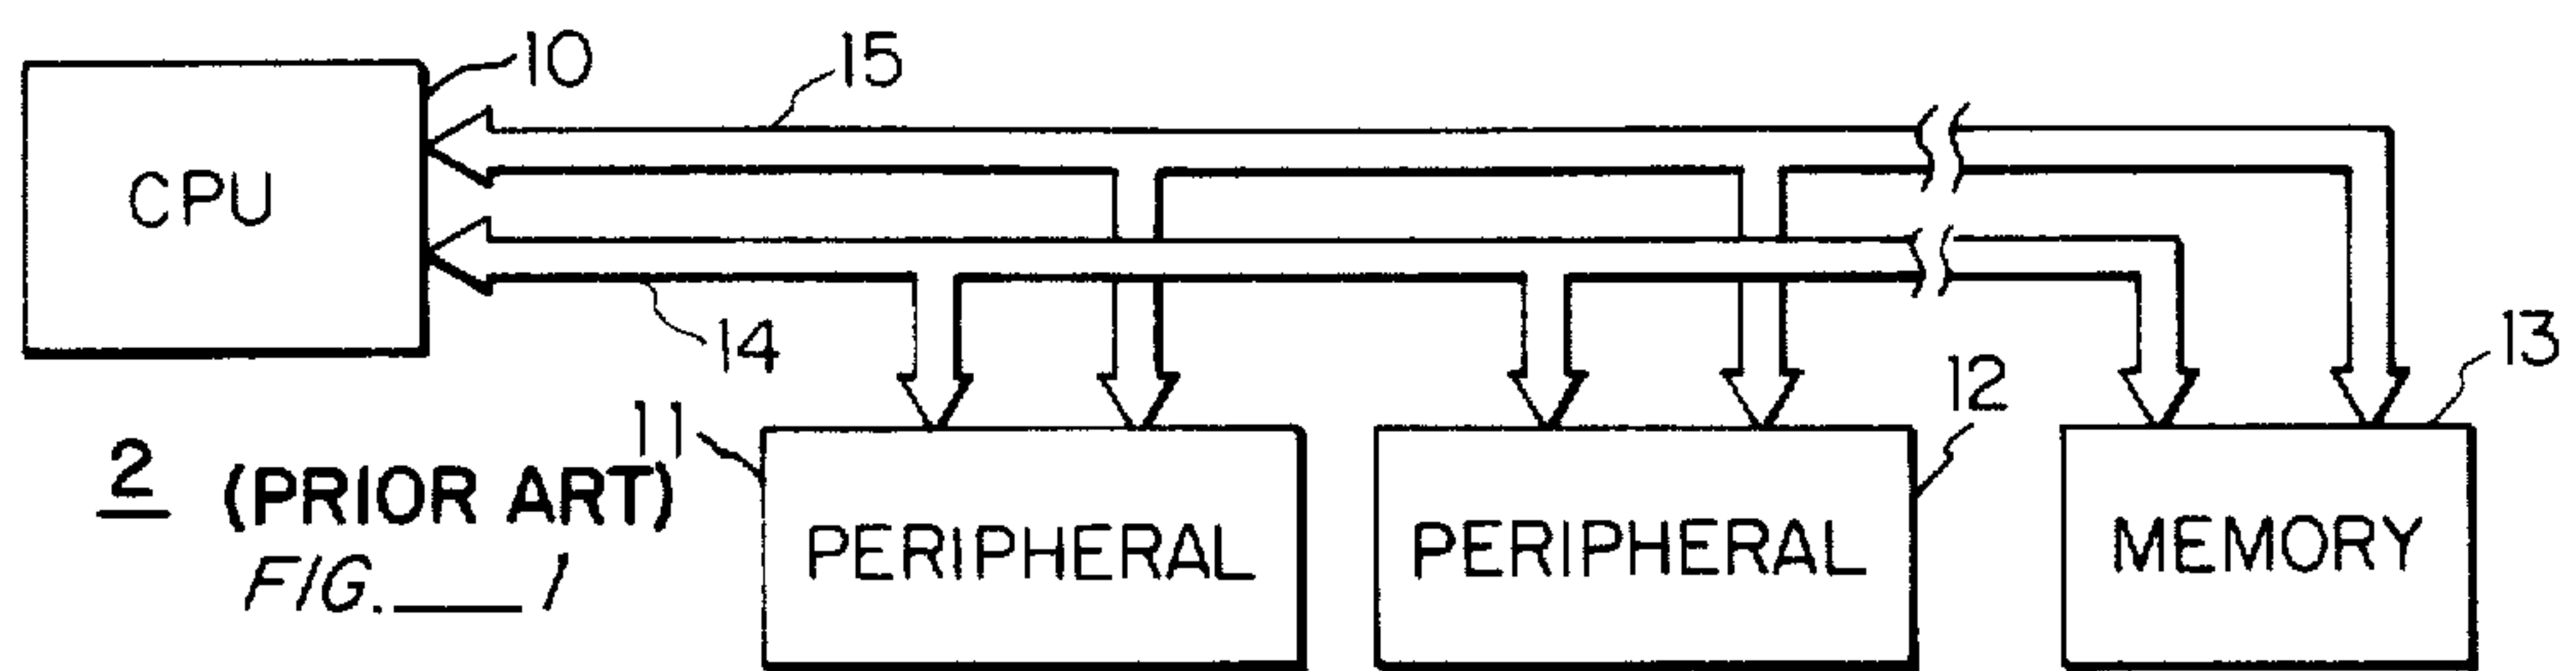 10
15
CPU
14
13
12
11
2 (PRIOR ART)
FIG. 1
PERIPHERAL
PERIPHERAL
MEMORY